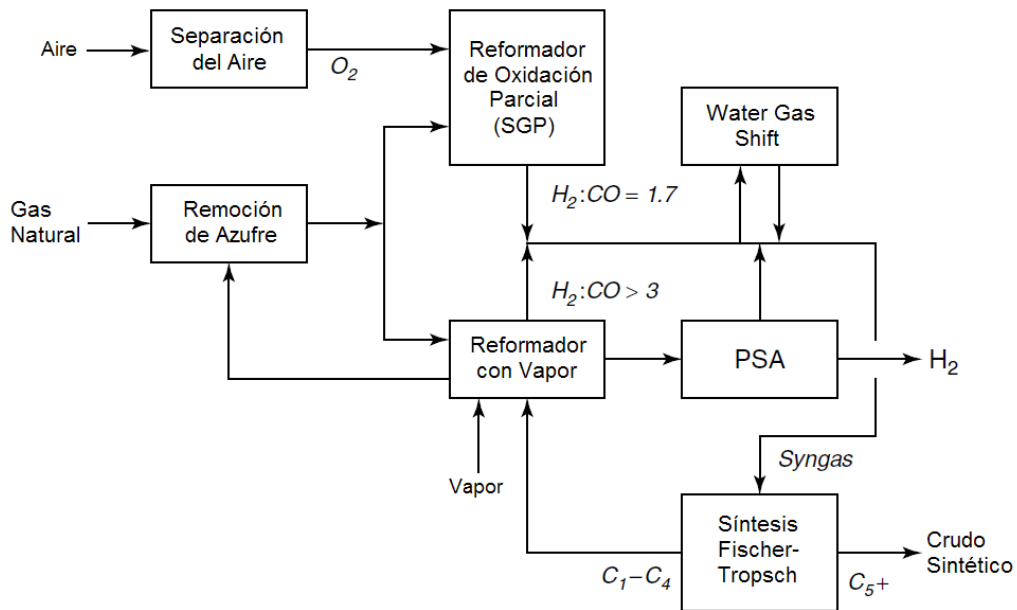 Aire
Separación
del Aire
O2
Reformador
de Oxidación
Parcial
(SGP)
Water Gas
Shift
Gas
Natural
Remoción
de Azufre
H2:CO = 1.7
H2:CO > 3
Reformador
con Vapor
PSA
H2
Vapor
Syngas
Síntesis
Fischer-
Tropsch
C1–C4
C5+
Crudo
Sintético